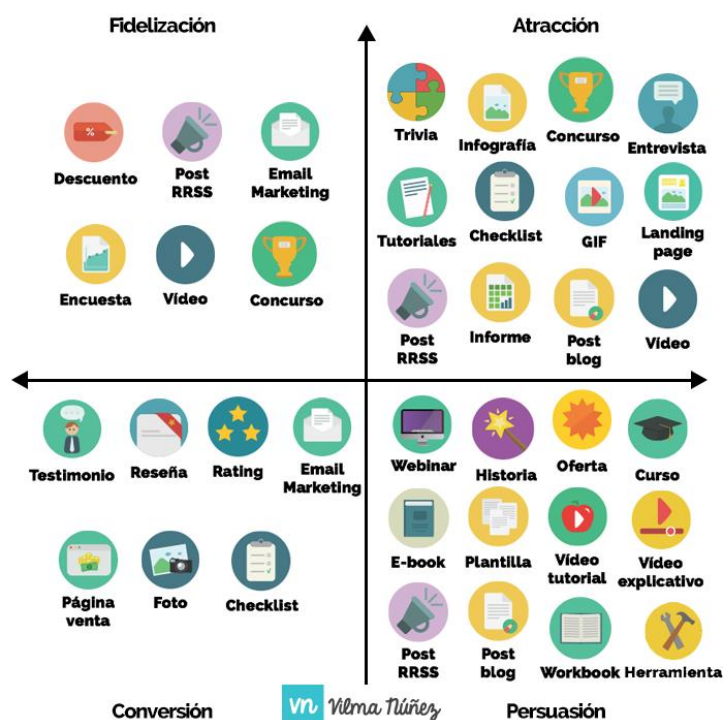 Fidelización
Atracción
%
Descuento
Post
RRSS
Email
Marketing
Encuesta
Vídeo
Concurso
Trivia
Infografía
Concurso
Entrevista
Tutoriales
Checklist
GIF
Landing
page
Post
RRSS
Informe
Post
blog
Vídeo
Testimonio
Reseña
Rating
Email
Marketing
Página
venta
Foto
Checklist
Webinar
Historia
Oferta
Curso
E-book
Plantilla
Vídeo
tutorial
Vídeo
explicativo
Post
RRSS
Post
blog
Workbook
Herramienta
Conversión
vn Vilma Núñez
Persuasión